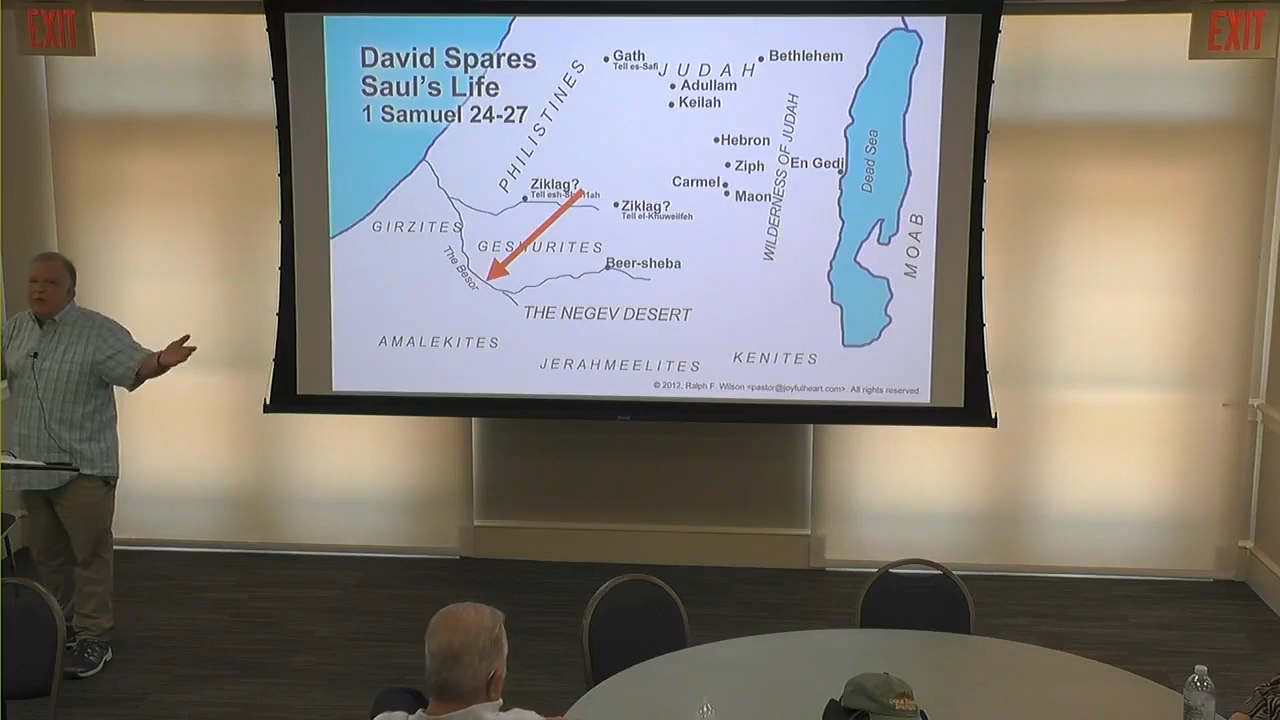 EXIT
EXIT
David Spares
Saul's Life
1 Samuel 24-27
PHILISTINES
Gath
Tell es-Safi
JUDAH
Bethlehem
Adullam
Keilah
Hebron
Ziph
Carmel
Maon
WILDERNESS OF JUDAH
En Gedi
Dead Sea
MOAB
Ziklag?
Tell esh-
Ziklag?
Tell el-Khuweilfeh
GIRZITES
GESHURITES
The Besor
Beer-sheba
THE NEGEV DESERT
AMALEKITES
JERAHMEELITES
KENITES
© 2012, Ralph F. Wilson <pastor@joyfulheart.com>. All rights reserved.